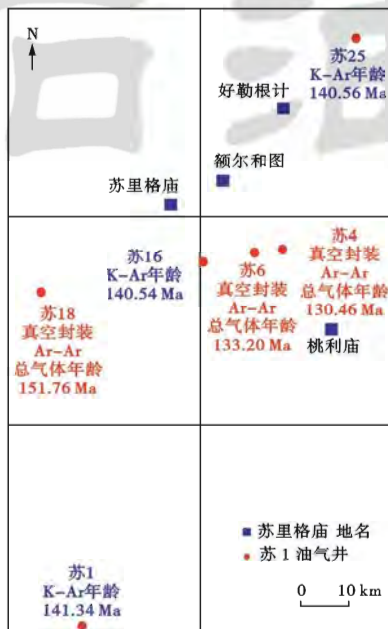 N
苏25
K-Ar年龄
140.56 Ma
好勒根计
额尔和图
苏里格庙
苏16
K-Ar年龄
140.54 Ma
苏18
真空封装
Ar-Ar
总气体年龄
151.76 Ma
苏6
真空封装
Ar-Ar
总气体年龄
133.20 Ma
苏4
真空封装
Ar-Ar
总气体年龄
130.46 Ma
桃利庙
苏1
K-Ar年龄
141.34 Ma
苏里格庙 地名
苏 1 油气井
0 10 km